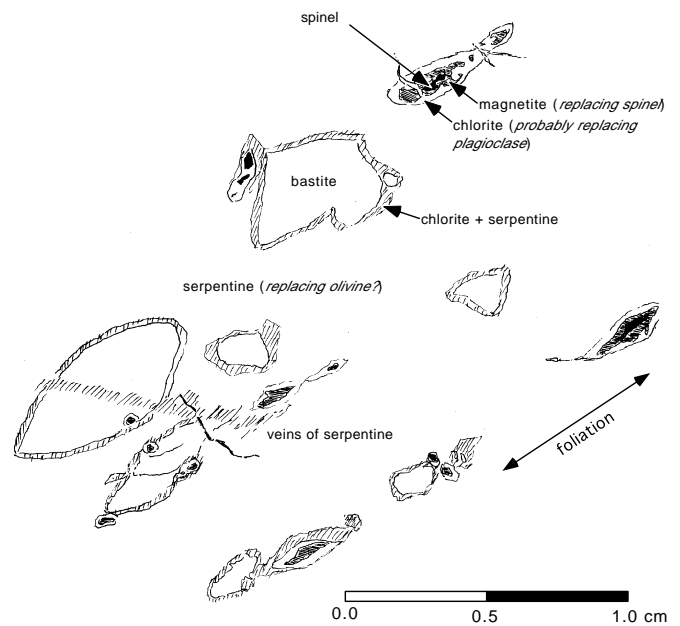 spinel
magnetite (replacing spinel)
chlorite (probably replacing
plagioclase)
bastite
chlorite + serpentine
serpentine (replacing olivine?)
veins of serpentine
foliation
0.0 0.5 1.0 cm